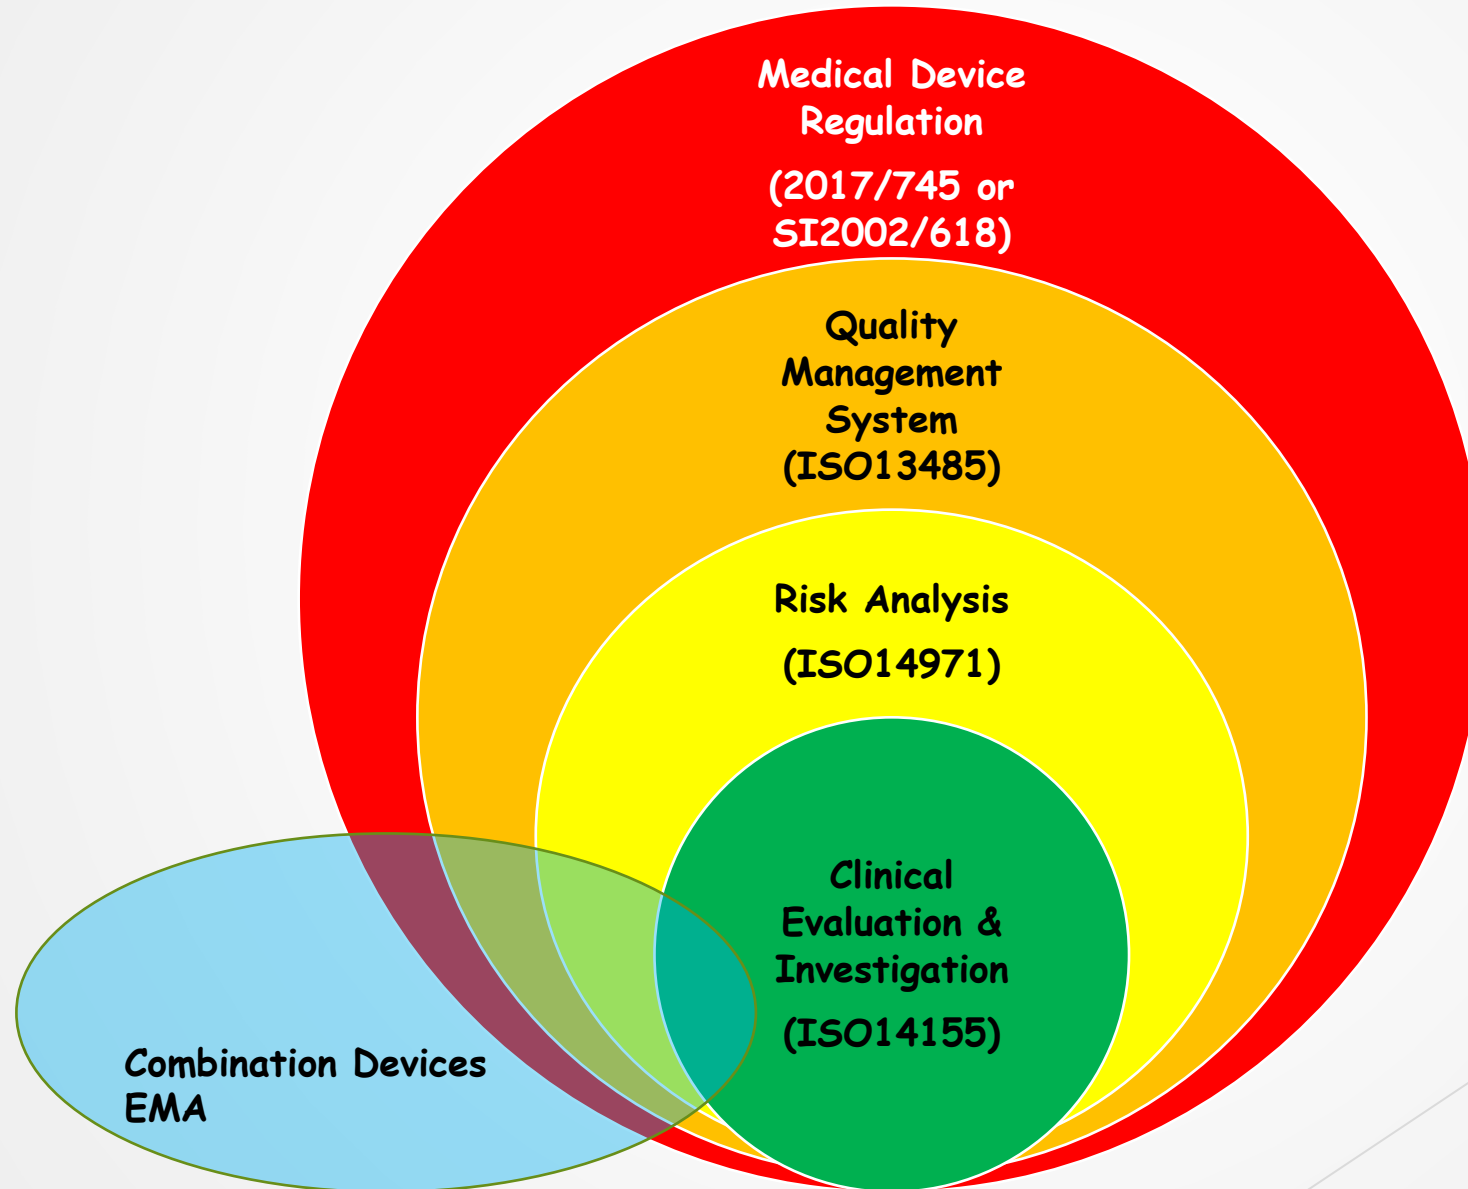 Medical Device
Regulation
(2017/745 or
SI2002/618)
Quality
Management
System
(ISO13485)
Risk Analysis
(ISO14971)
Clinical
Evaluation &
Investigation
(ISO14155)
Combination Devices
EMA